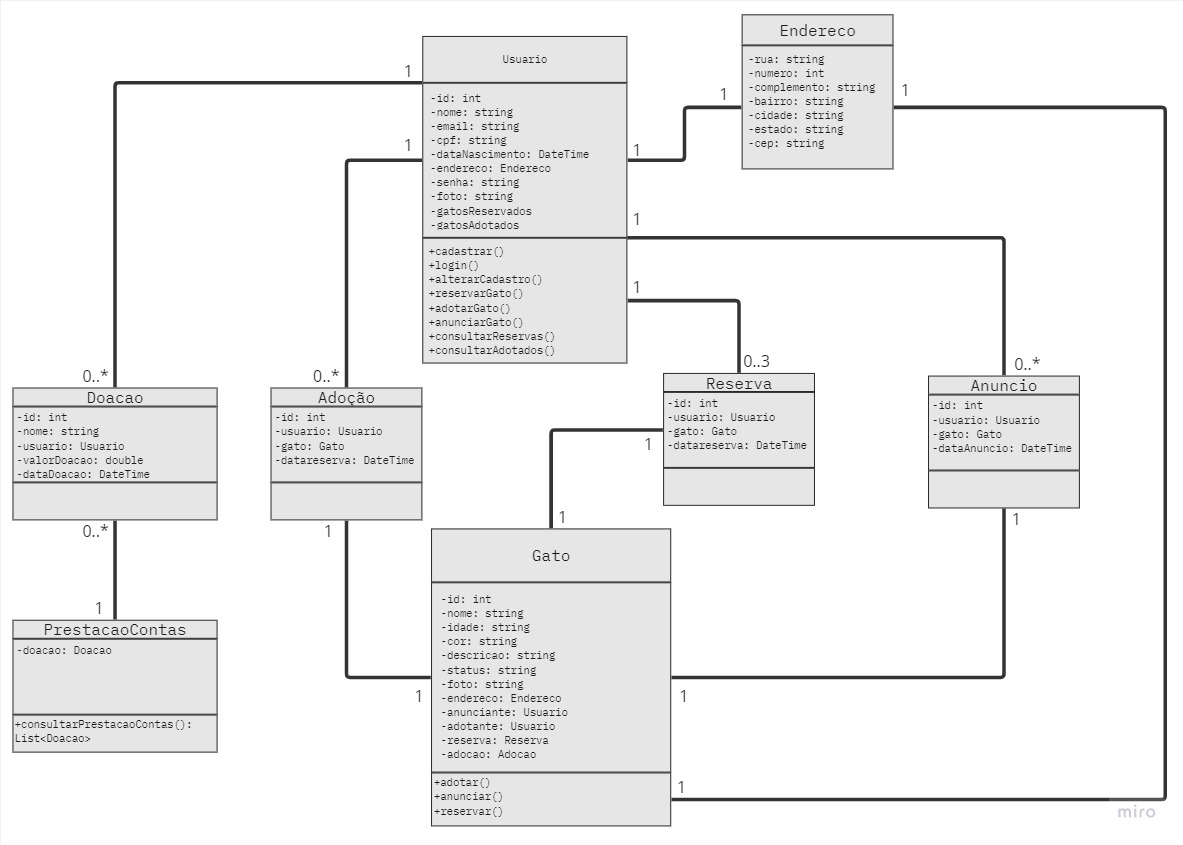 Usuario
-id: int
-nome: string
-email: string
-cpf: string
-dataNascimento: DateTime
-endereco: Endereco
-senha: string
-foto: string
-gatosReservados
-gatosAdotados
+cadastrar()
+login()
+alterarCadastro()
+reservarGato()
+adotarGato()
+anunciarGato()
+consultarReservas()
+consultarAdotados()
Endereco
-rua: string
-numero: int
-complemento: string
-bairro: string
-cidade: string
-estado: string
-cep: string
1
1
1
1
1
1
1
0..*
0..*
0..3
0..*
Doacao
-id: int
-nome: string
-usuario: Usuario
-valorDoacao: double
-dataDoacao: DateTime
Adoção
-id: int
-usuario: Usuario
-gato: Gato
-datareserva: DateTime
Reserva
-id: int
-usuario: Usuario
-gato: Gato
-datareserva: DateTime
Anuncio
-id: int
-usuario: Usuario
-gato: Gato
-dataAnuncio: DateTime
0..*
1
1
1
1
1
PrestacaoContas
-doacao: Doacao
+consultarPrestacaoContas():
List<Doacao>
Gato
-id: int
-nome: string
-idade: string
-cor: string
-descricao: string
-status: string
-foto: string
-endereco: Endereco
-anunciante: Usuario
-adotante: Usuario
-reserva: Reserva
-adocao: Adocao
+adotar()
+anunciar()
+reservar()
1
1
1
miro